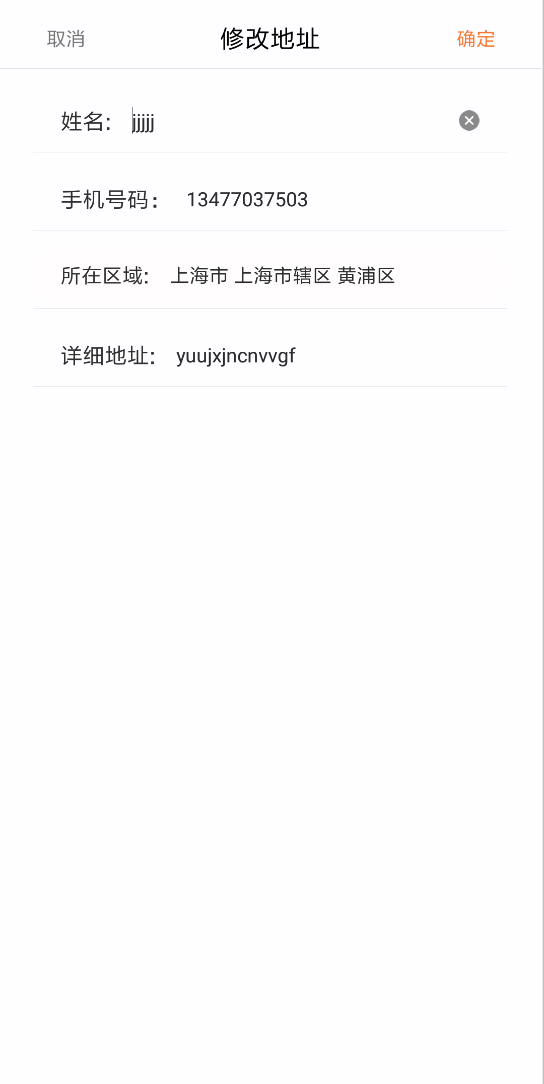 取消 修改地址 确定
姓名: jjjjj
手机号码： 13477037503
所在区域: 上海市 上海市辖区 黄浦区
详细地址: yuujxjncnvvgf